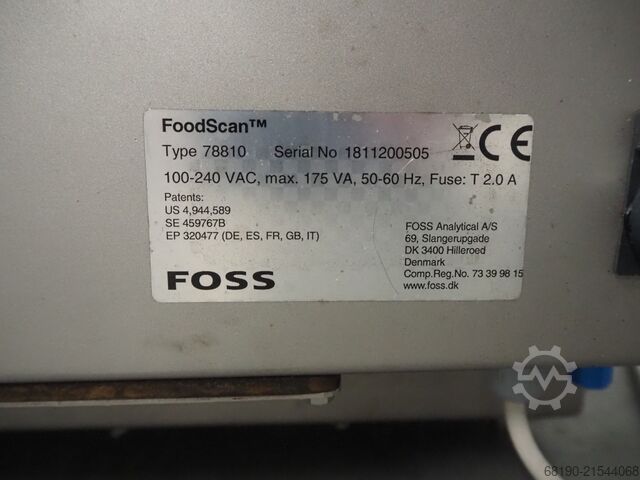 FoodScan™
Type 78810 Serial No 1811200505
100-240 VAC, max. 175 VA, 50-60 Hz, Fuse: T 2.0 A
Patents:
US 4,944,589
SE 459767B
EP 320477 (DE, ES, FR, GB, IT)
FOSS Analytical A/S
69, Slangerupgade
DK 3400 Hilleroed
Denmark
Comp.Reg.No. 73 39 98 15
www.foss.dk
FOSS
CE
68190-21544068